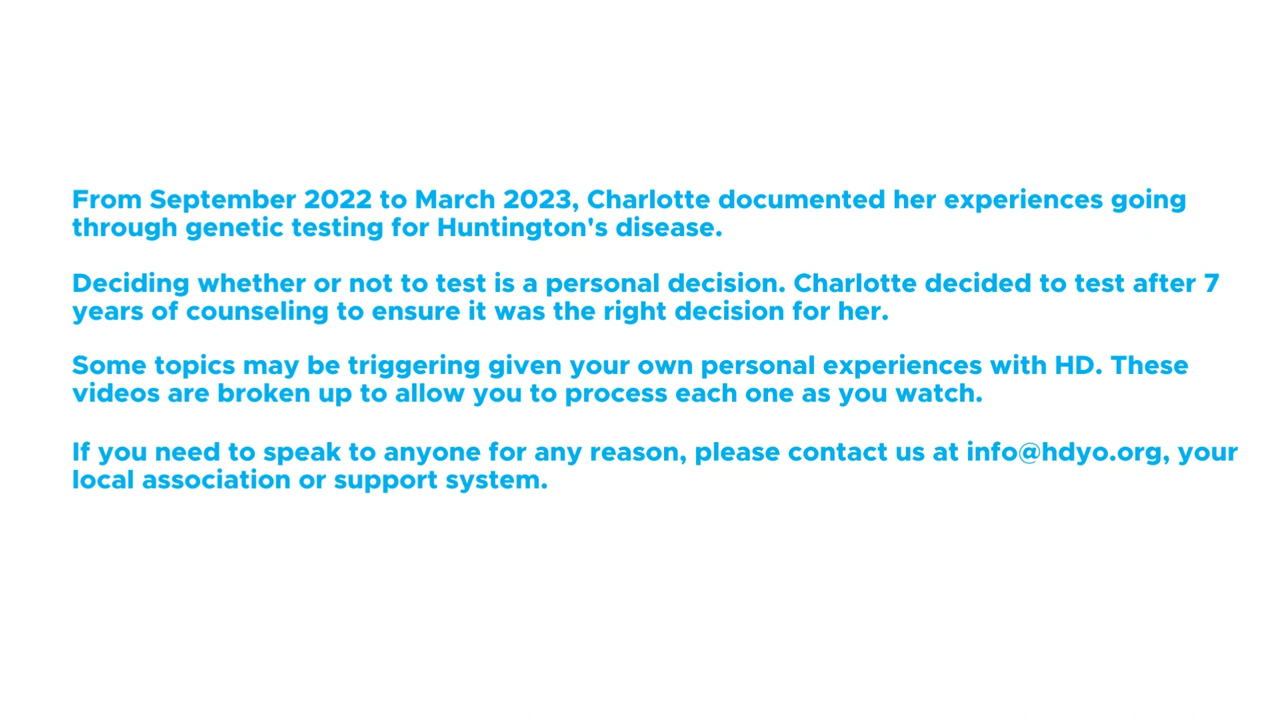 From September 2022 to March 2023, Charlotte documented her experiences going
through genetic testing for Huntington's disease.
Deciding whether or not to test is a personal decision. Charlotte decided to test after 7
years of counseling to ensure it was the right decision for her.
Some topics may be triggering given your own personal experiences with HD. These
videos are broken up to allow you to process each one as you watch.
If you need to speak to anyone for any reason, please contact us at info@hdyo.org, your
local association or support system.